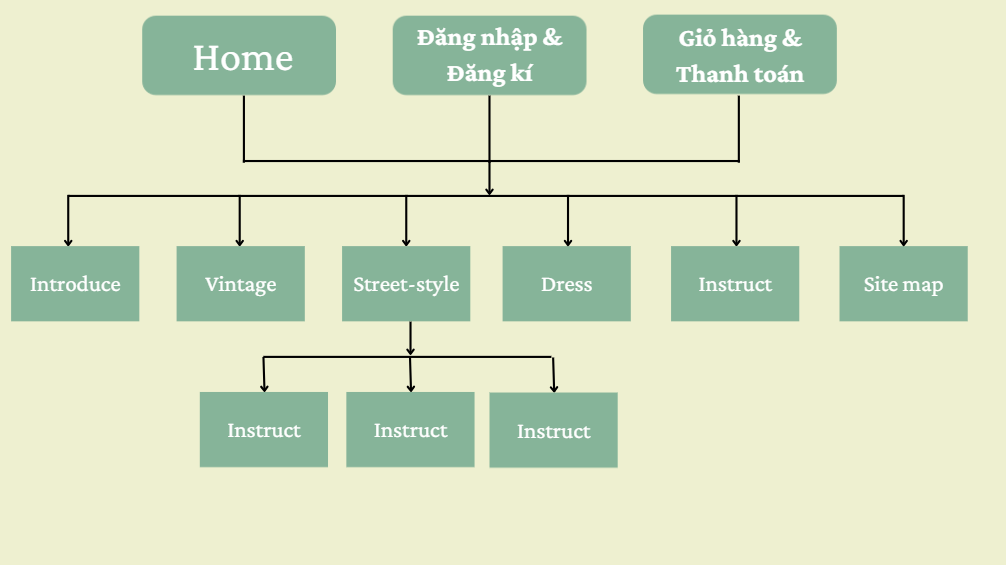 Home
Đăng nhập &
Đăng kí
Giỏ hàng &
Thanh toán
Introduce
Vintage
Street-style
Dress
Instruct
Site map
Instruct
Instruct
Instruct